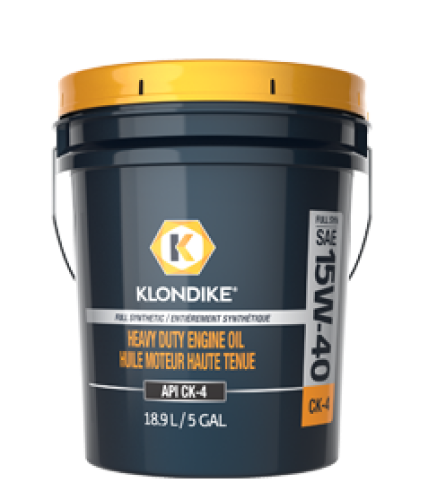 K
KLONDIKE®
FULL SYNTHETIC / ENTIÈREMENT SYNTHÉTIQUE
HEAVY DUTY ENGINE OIL
HUILE MOTEUR HAUTE TENUE
API CK-4
18.9 L / 5 GAL
FULL SYN
SAE
15W-40
CK-4